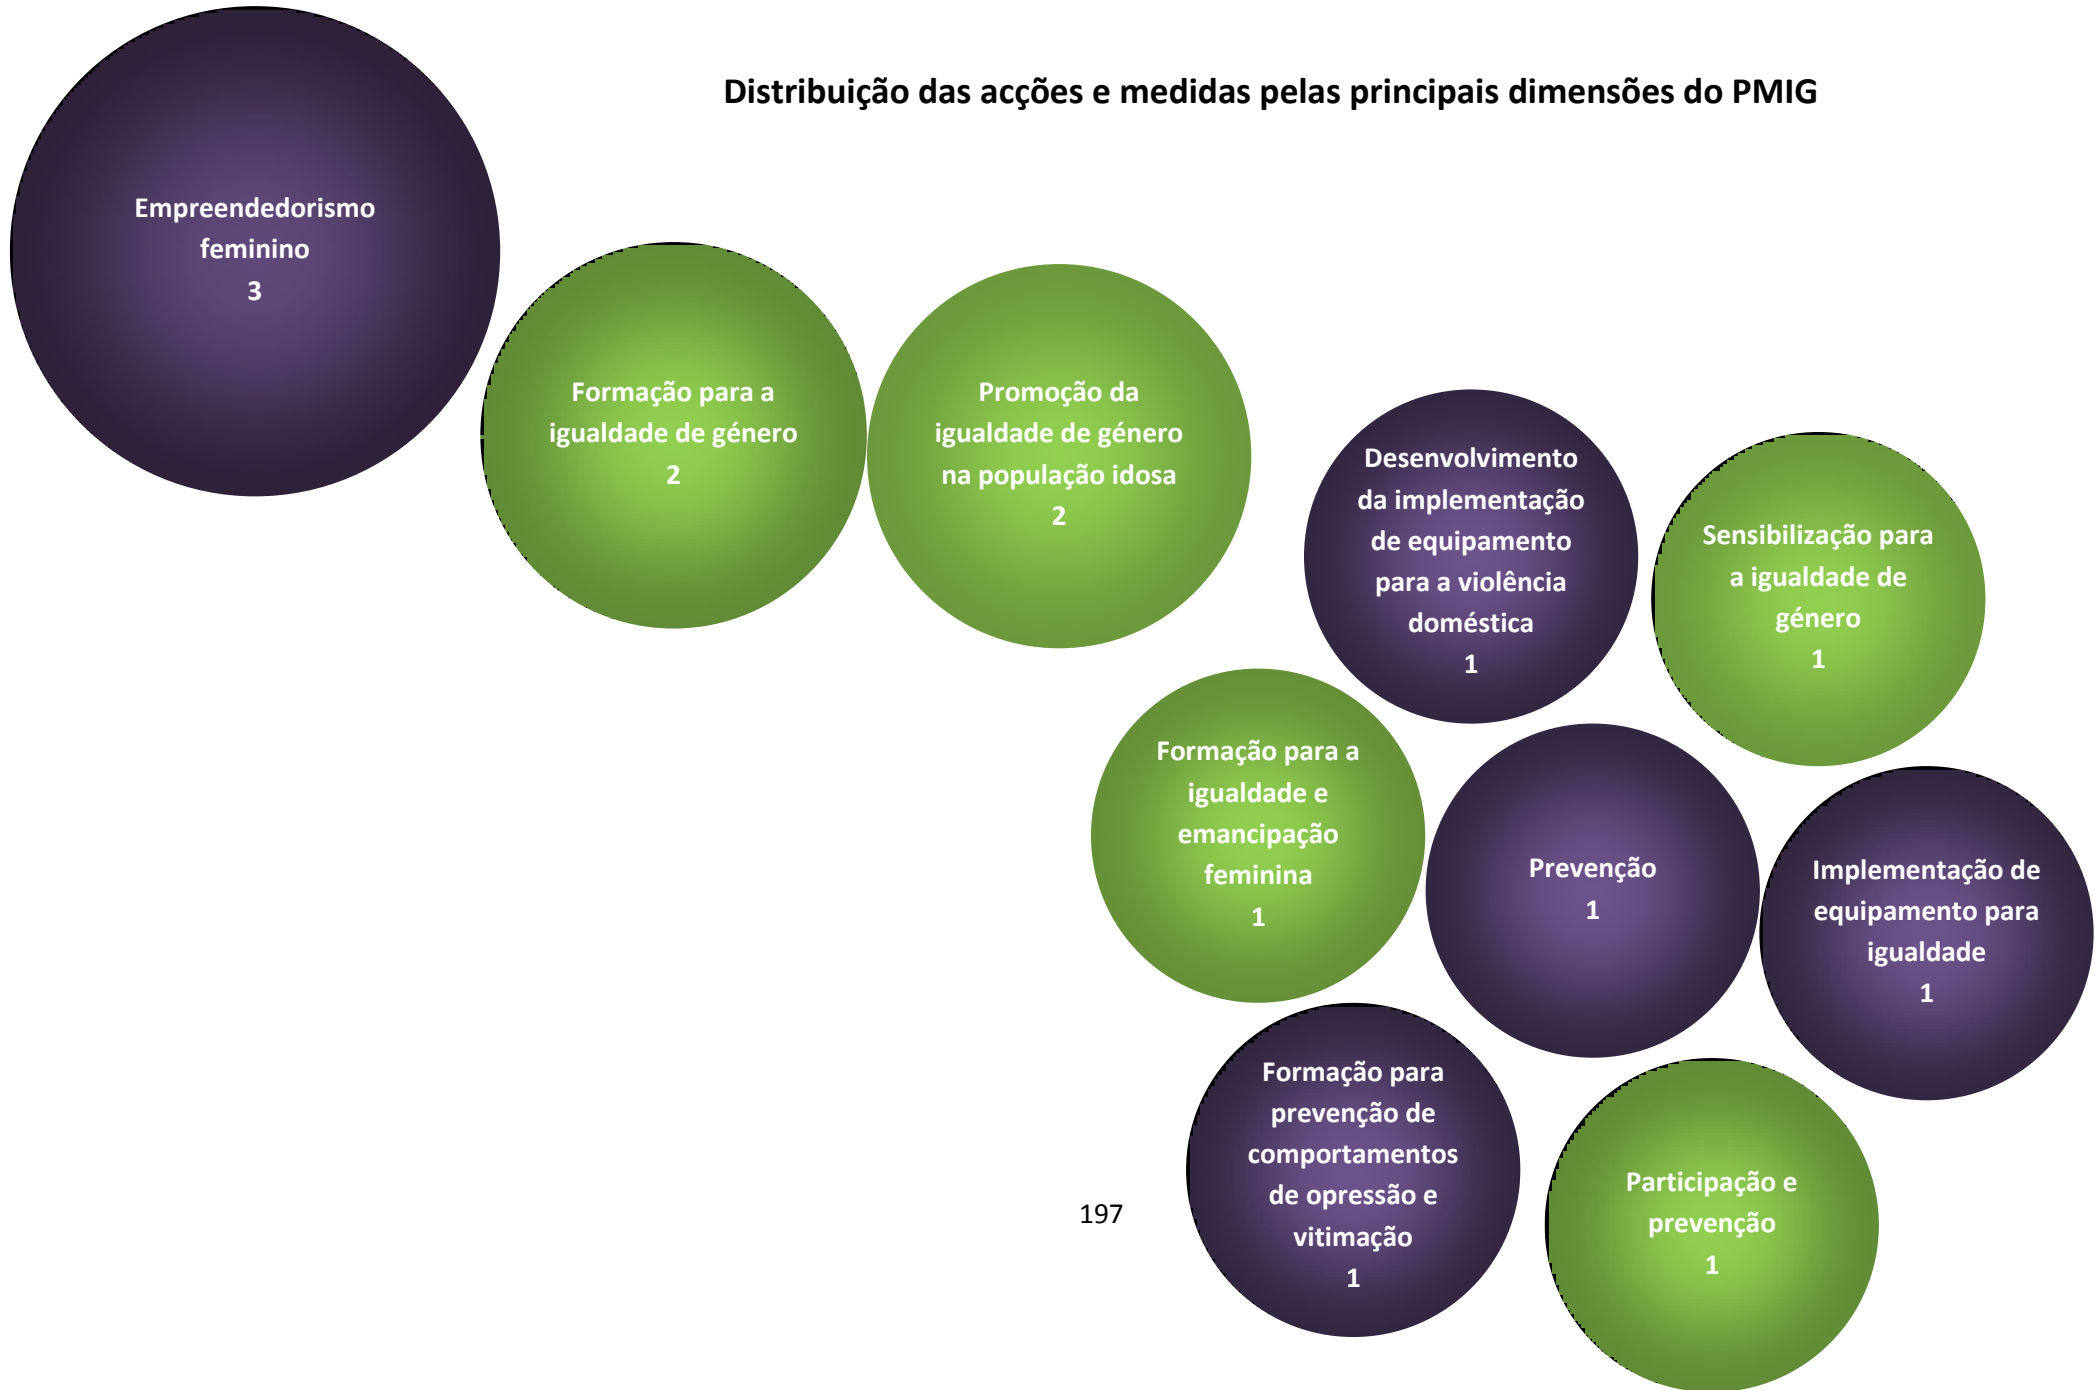 Distribuição das acções e medidas pelas principais dimensões do PMIG
Empreendedorismo
feminino
3
Formação para a
igualdade de género
2
Promoção da
igualdade de género
na população idosa
2
Desenvolvimento
da implementação
de equipamento
para a violência
doméstica
1
Sensibilização para
a igualdade de
género
1
Formação para a
igualdade e
emancipação
feminina
1
Prevenção
1
Implementação de
equipamento para
igualdade
1
Formação para
prevenção de
comportamentos
de opressão e
vitimação
1
Participação e
prevenção
1
197